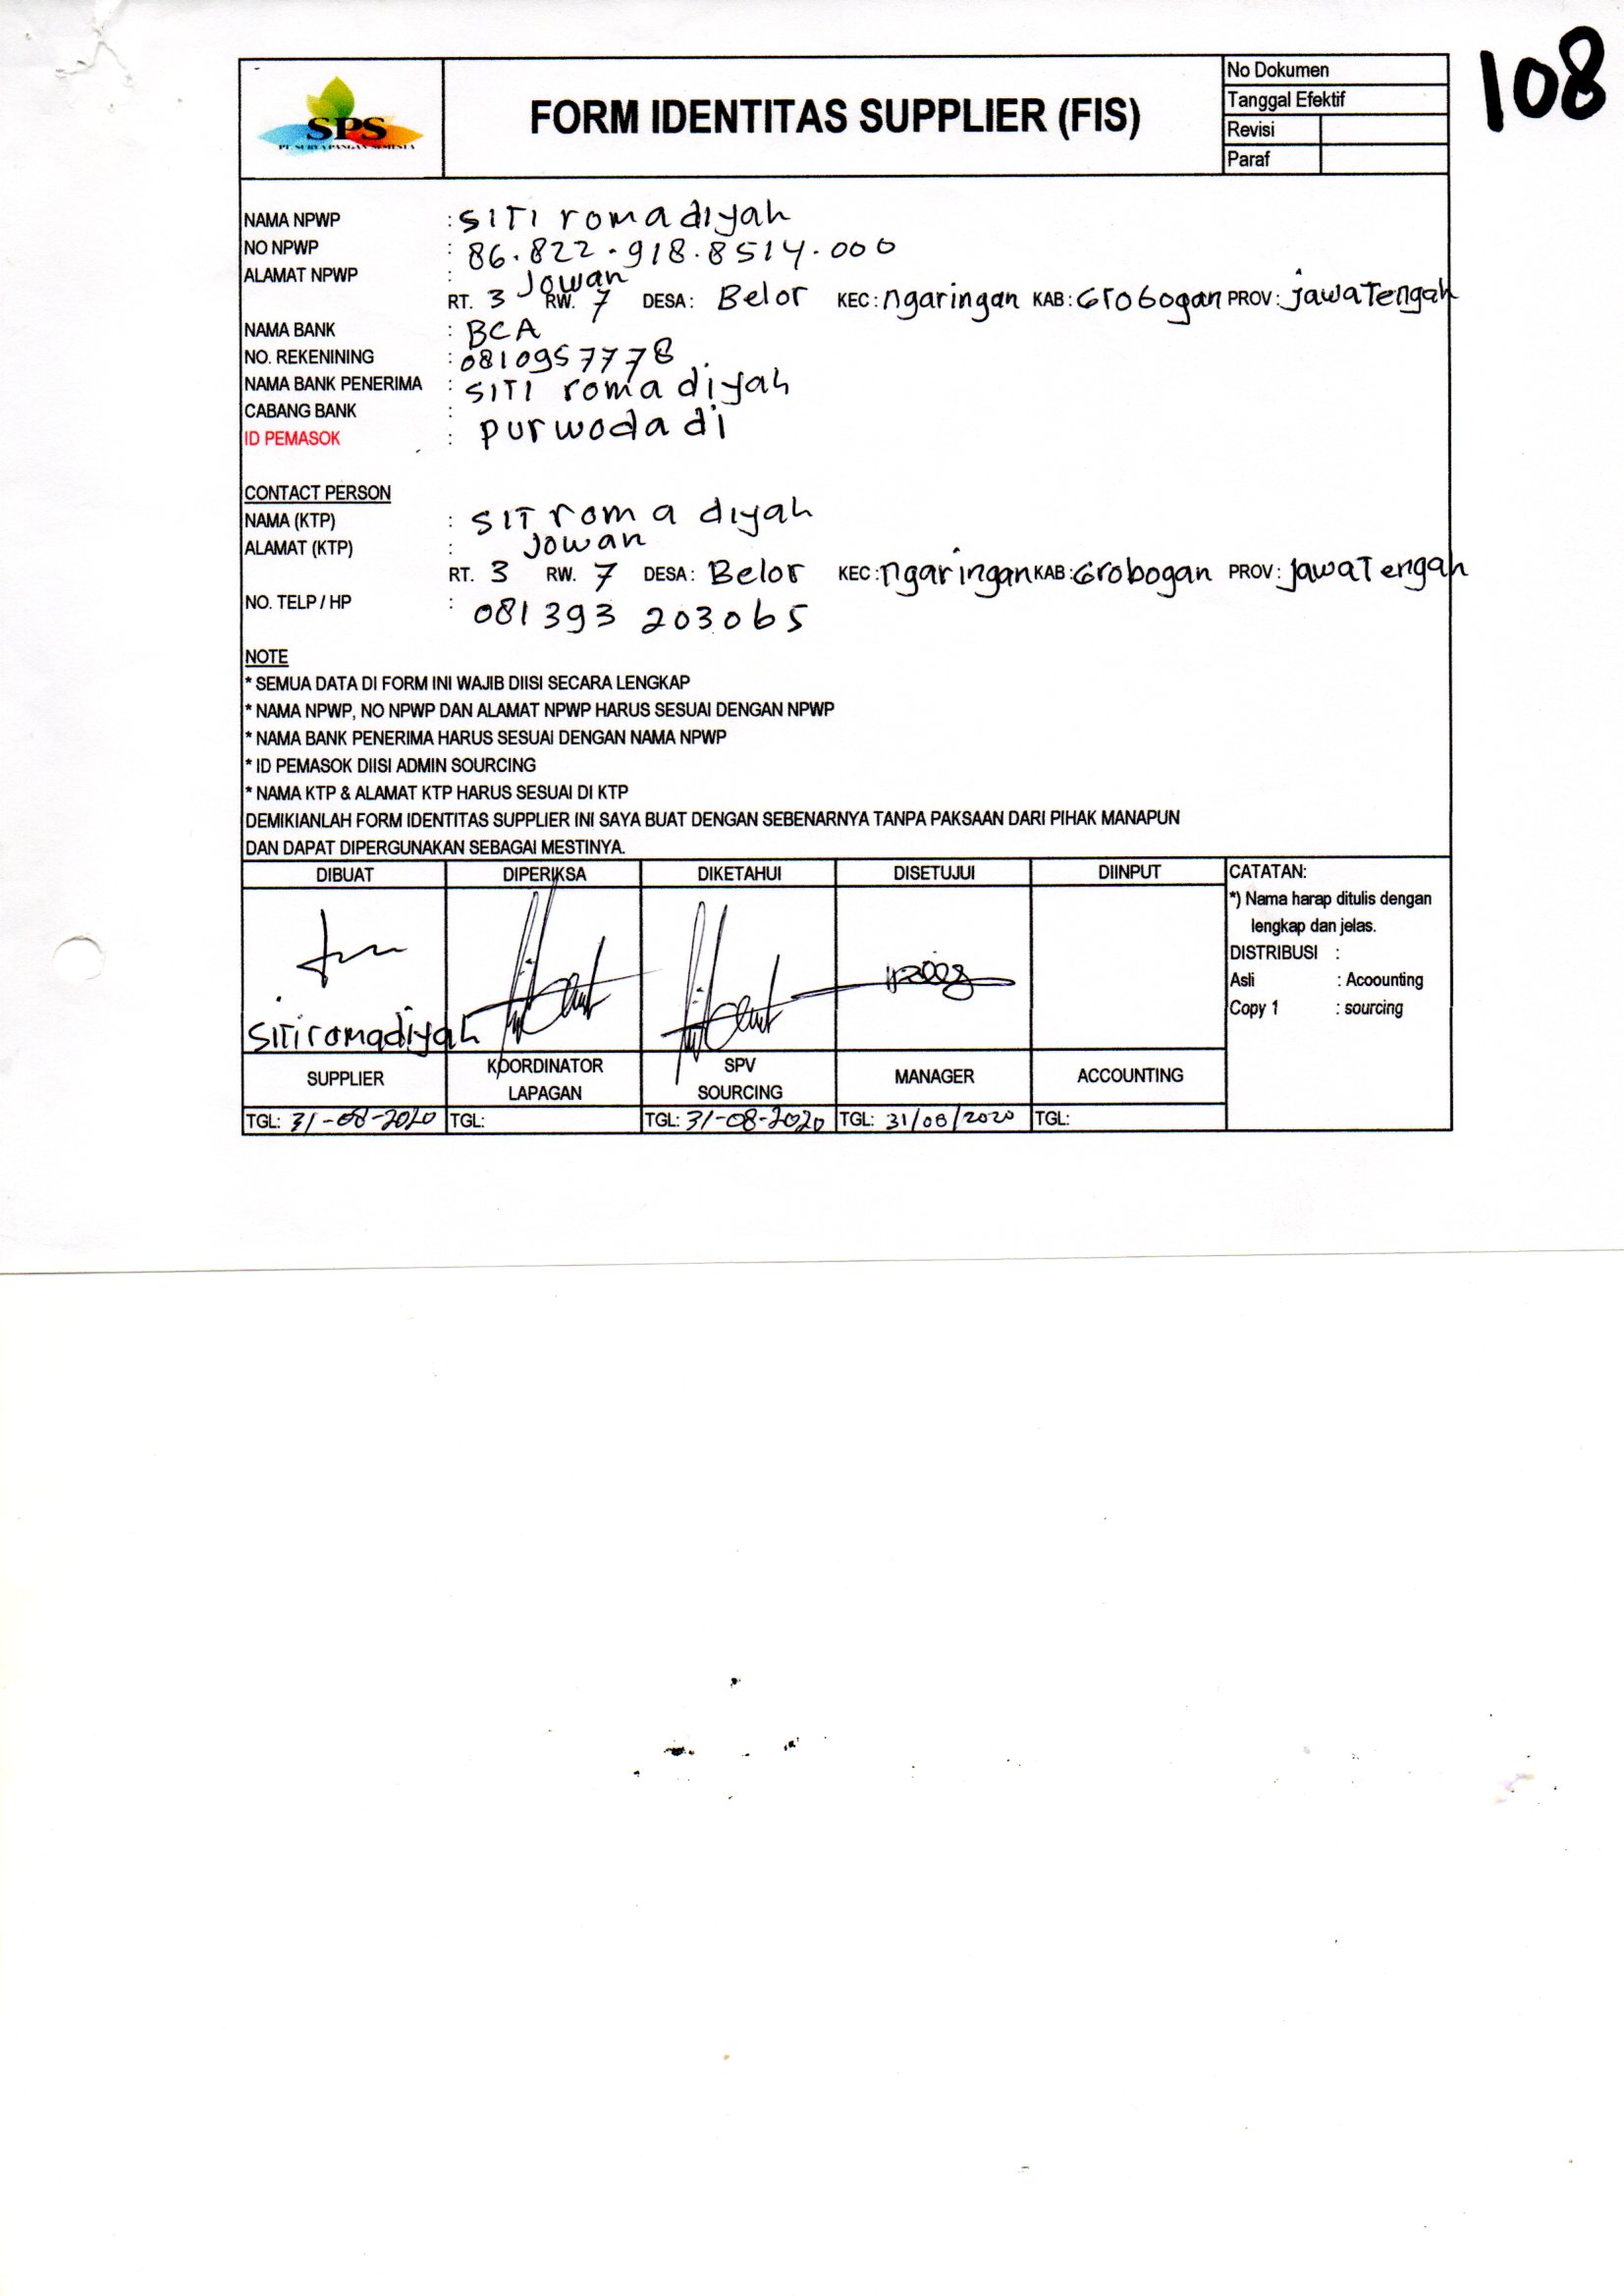 108
SPS
PT. SURYA PANGAN SEMESTA
FORM IDENTITAS SUPPLIER (FIS)
No Dokumen
Tanggal Efektif
Revisi
Paraf
NAMA NPWP : SITI romadiyah
NO NPWP : 86.822.918.8514.000
ALAMAT NPWP : Jowan
RT. 3 RW. 7 DESA: Belor KEC: ngaringan KAB: Grobogan PROV: jawa Tengah
NAMA BANK : BCA
NO. REKENINING : 0810957778
NAMA BANK PENERIMA : SITI romadiyah
CABANG BANK :
ID PEMASOK : purwodadi
CONTACT PERSON
NAMA (KTP) : SIT romadiyah
ALAMAT (KTP) : Jowan
RT. 3 RW. 7 DESA: Belor KEC: ngaringan KAB: Grobogan PROV: jawa Tengah
NO. TELP / HP : 081393 203065
NOTE
* SEMUA DATA DI FORM INI WAJIB DIISI SECARA LENGKAP
* NAMA NPWP, NO NPWP DAN ALAMAT NPWP HARUS SESUAI DENGAN NPWP
* NAMA BANK PENERIMA HARUS SESUAI DENGAN NAMA NPWP
* ID PEMASOK DIISI ADMIN SOURCING
* NAMA KTP & ALAMAT KTP HARUS SESUAI DI KTP
DEMIKIANLAH FORM IDENTITAS SUPPLIER INI SAYA BUAT DENGAN SEBENARNYA TANPA PAKSAAN DARI PIHAK MANAPUN
DAN DAPAT DIPERGUNAKAN SEBAGAI MESTINYA.
DIBUAT DIPERIKSA DIKETAHUI DISETUJUI DIINPUT CATATAN:
*) Nama harap ditulis dengan
lengkap dan jelas.
DISTRIBUSI :
Asli : Acoounting
Copy 1 : sourcing
SITI romadiyah
SUPPLIER KOORDINATOR LAPAGAN SPV SOURCING MANAGER ACCOUNTING
TGL: 31-08-2020 TGL: TGL: 31-08-2020 TGL: 31/08/2020 TGL: